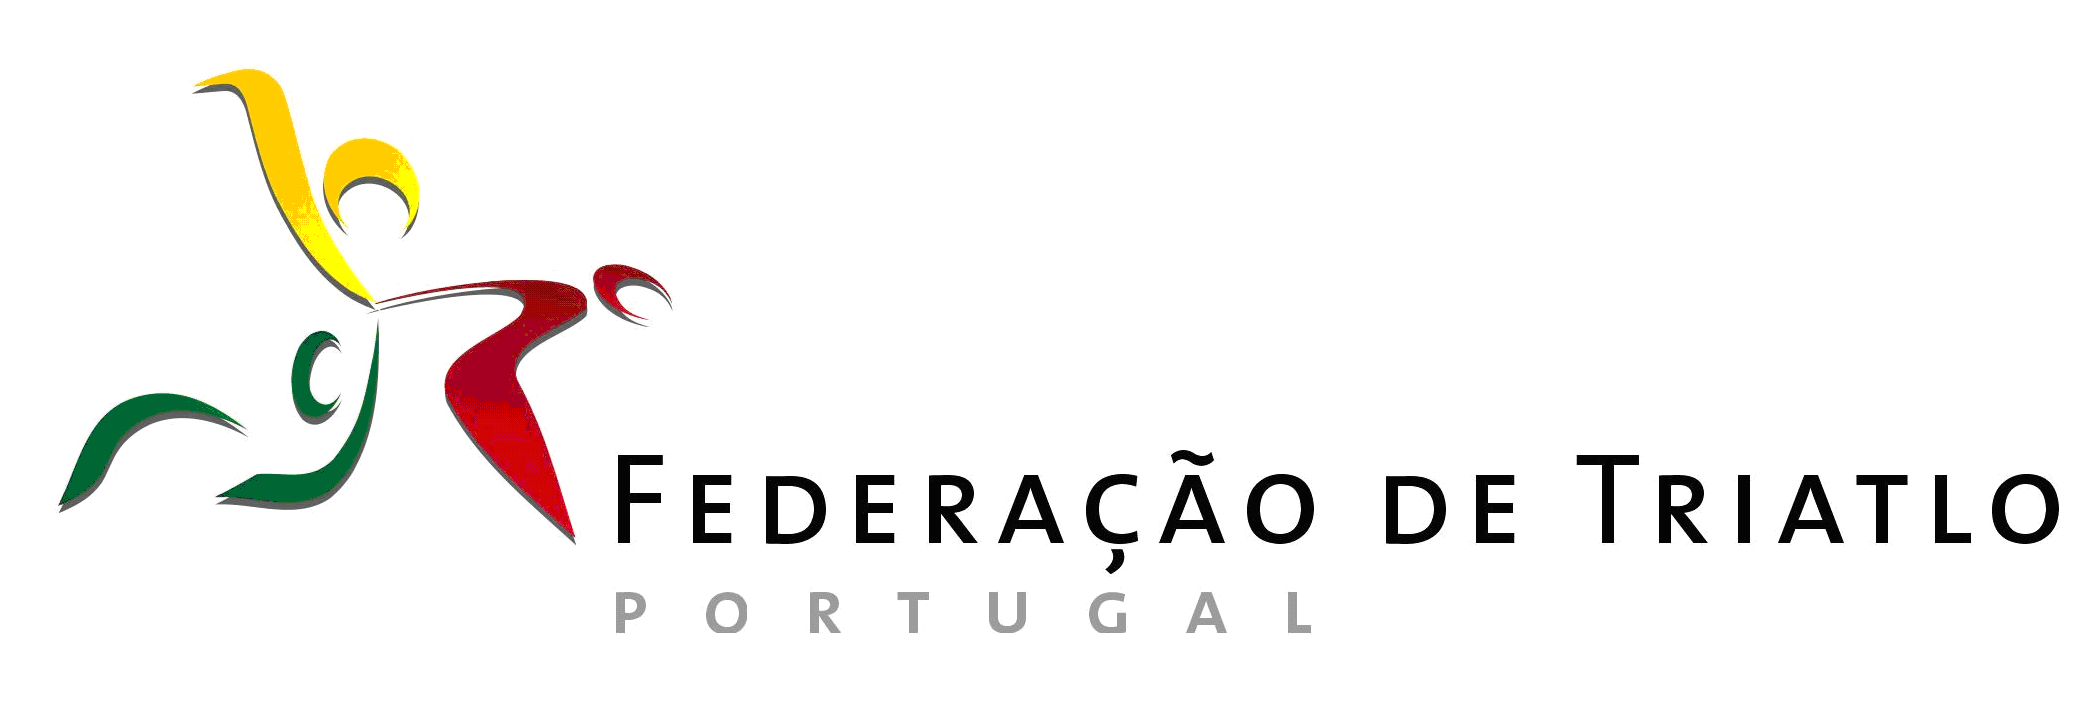 FEDERAÇÃO DE TRIATLO
PORTUGAL